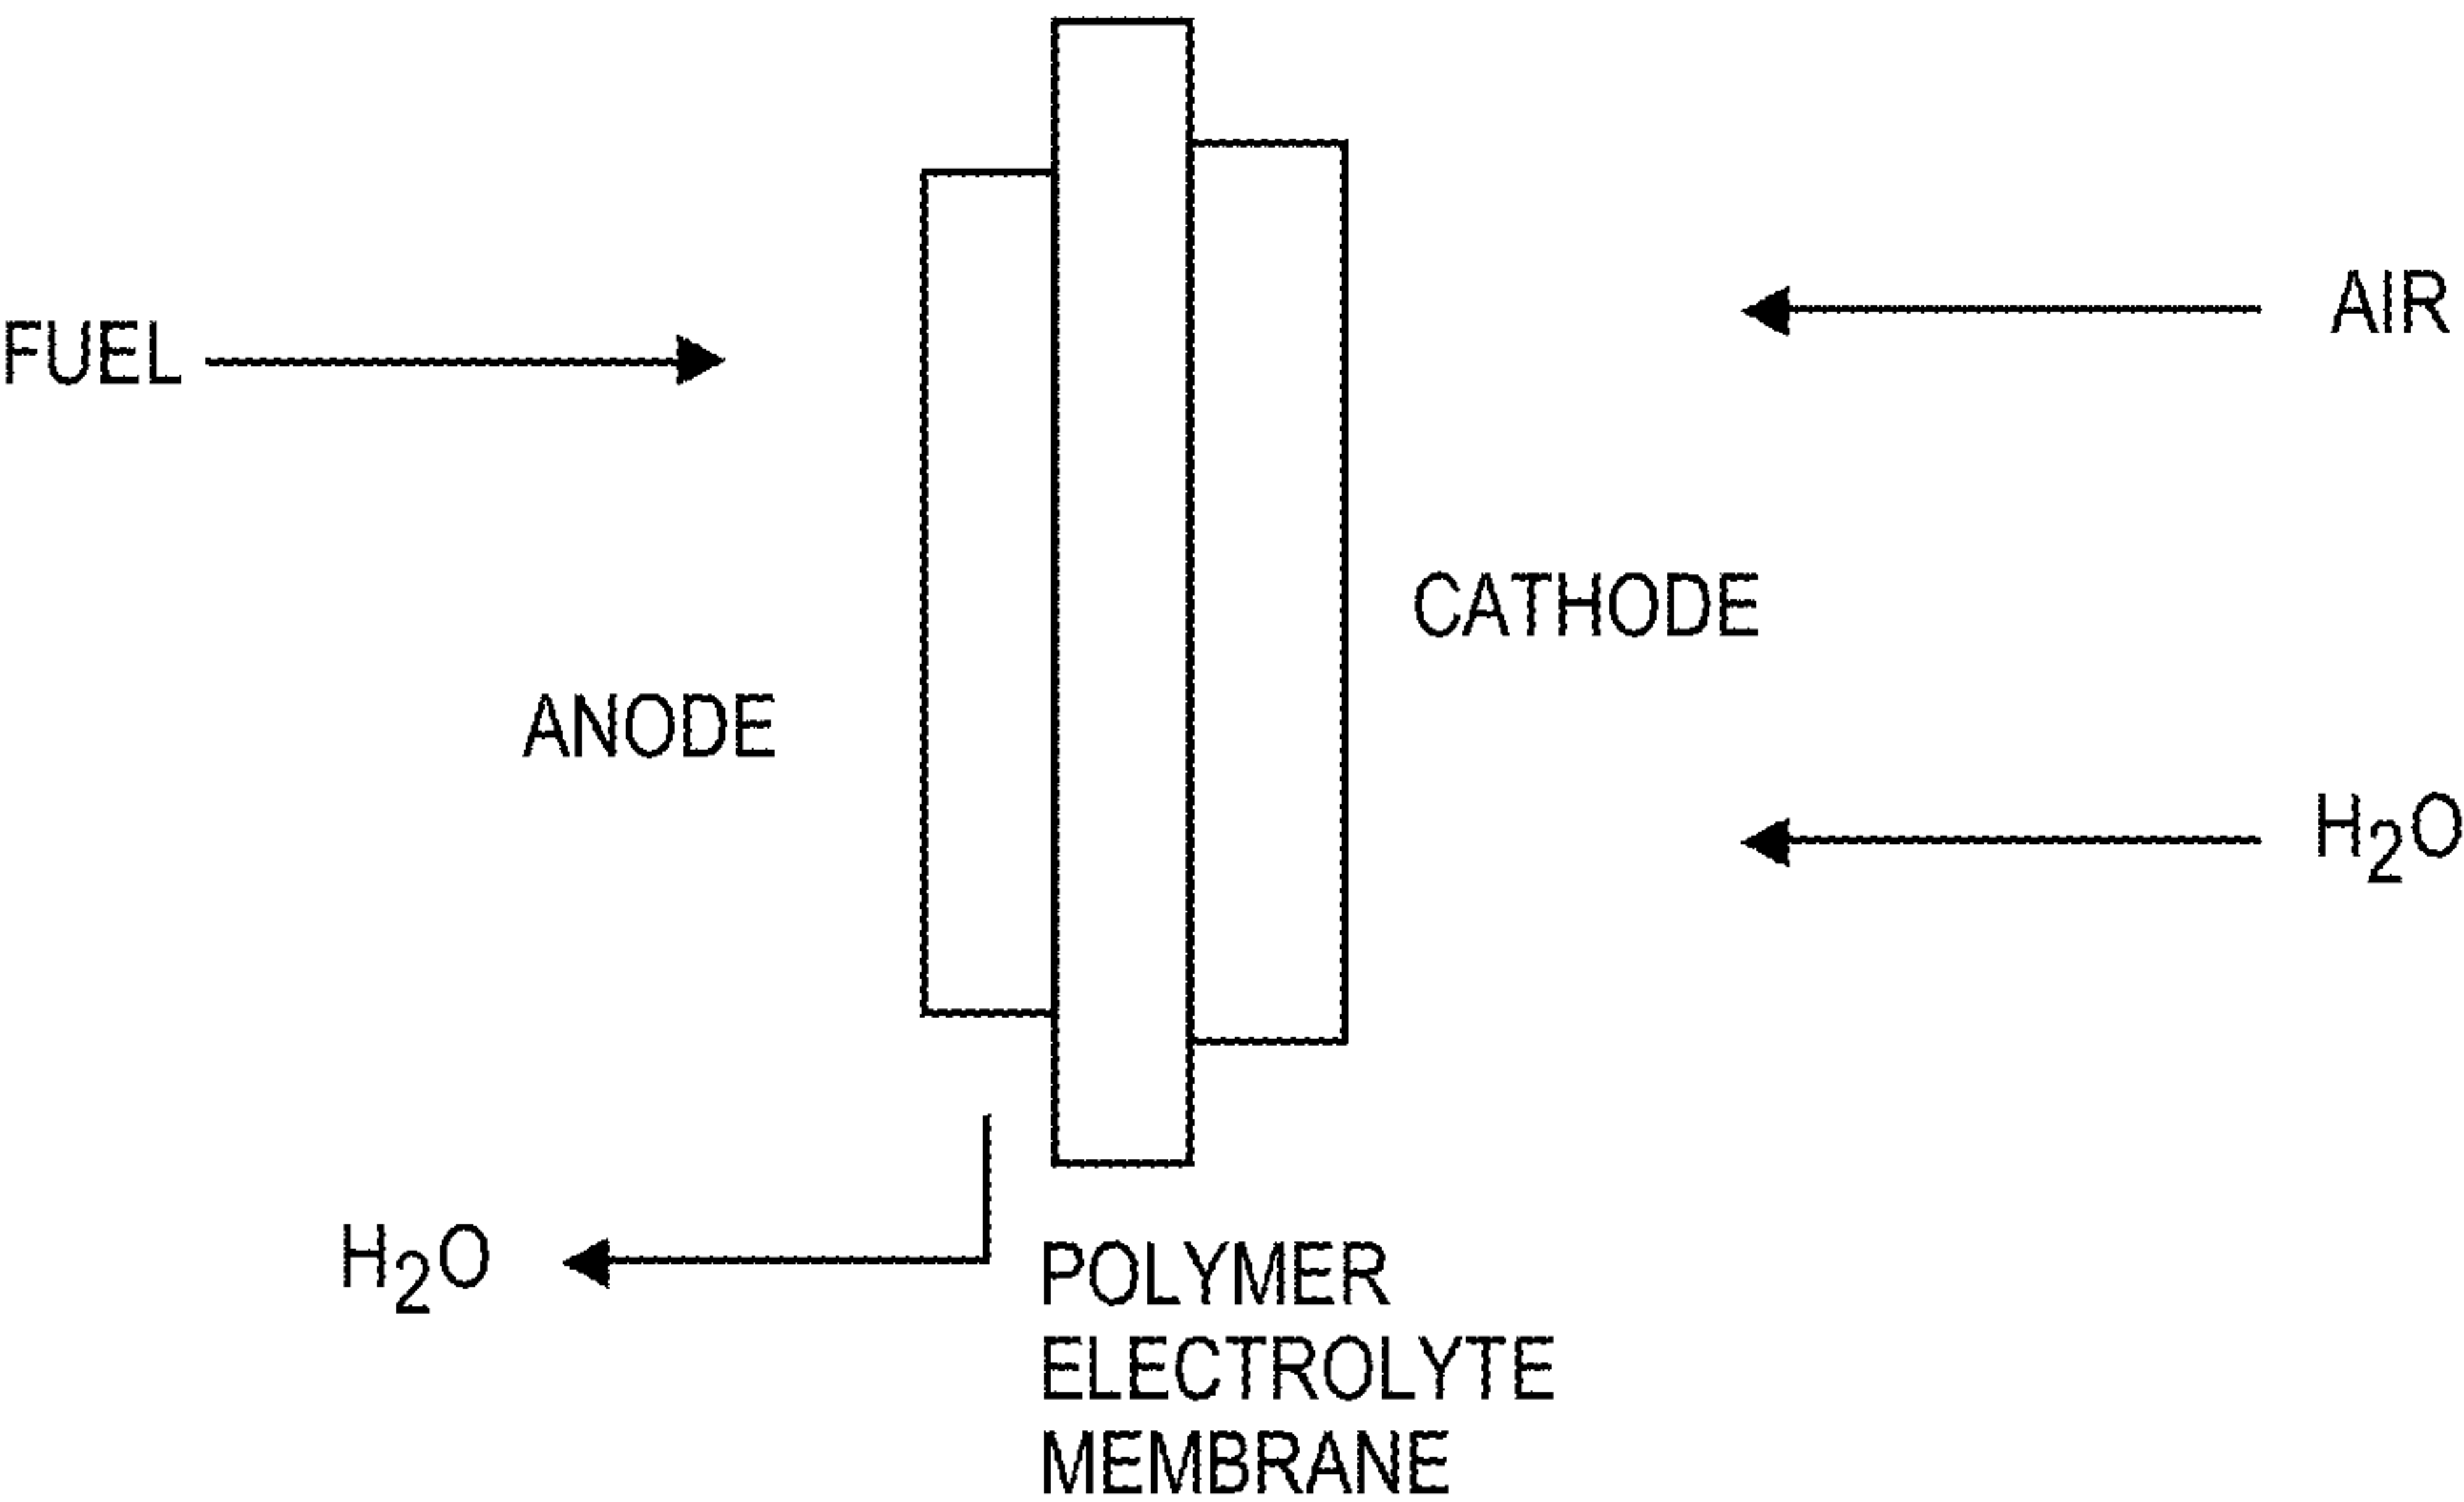 AIR
FUEL
CATHODE
ANODE
H2O
H2O
POLYMER
ELECTROLYTE
MEMBRANE